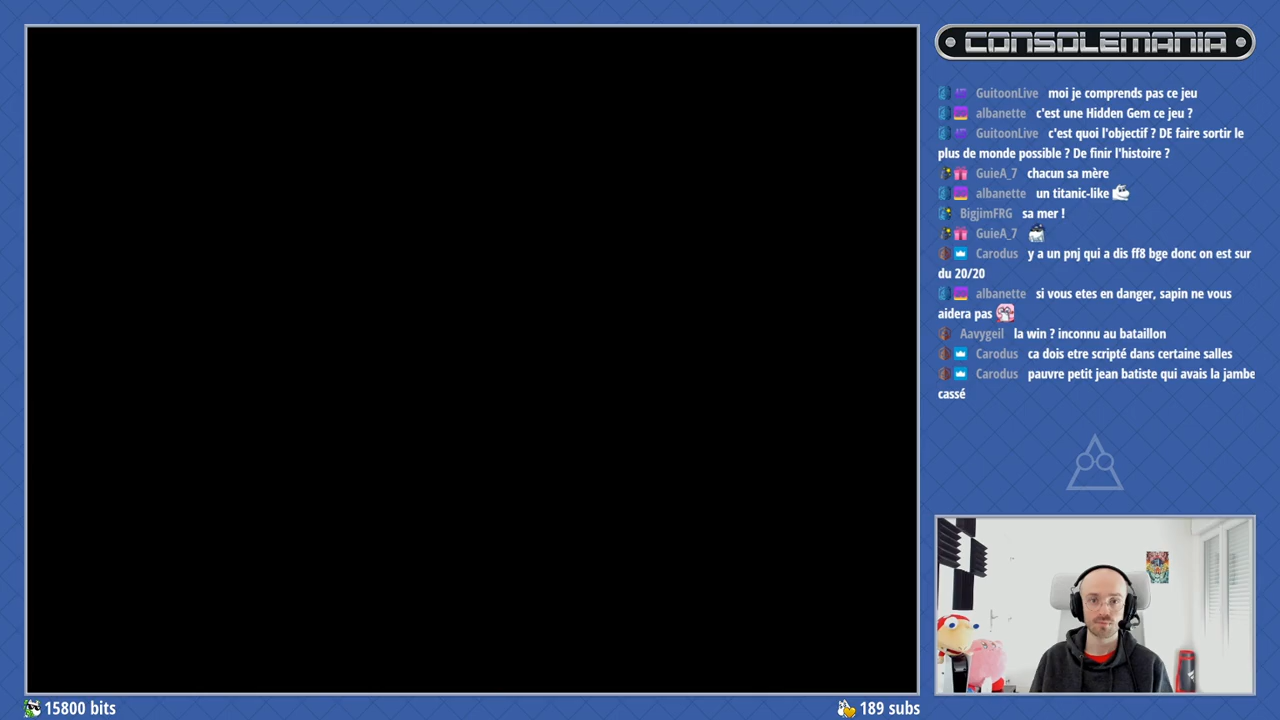 CONSOLEMANIA
GuitoonLive moi je comprends pas ce jeu
albanette c'est une Hidden Gem ce jeu ?
GuitoonLive c'est quoi l'objectif ? DE faire sortir le
plus de monde possible ? De finir l'histoire ?
GuieA_7 chacun sa mère
albanette un titanic-like
BigjimFRG sa mer !
GuieA_7
Carodus y a un pnj qui a dis ff8 bge donc on est sur
du 20/20
albanette si vous etes en danger, sapin ne vous
aidera pas
Aavygeil la win ? inconnu au bataillon
Carodus ca dois etre scripté dans certaine salles
Carodus pauvre petit jean batiste qui avais la jambe
cassé
15800 bits
189 subs